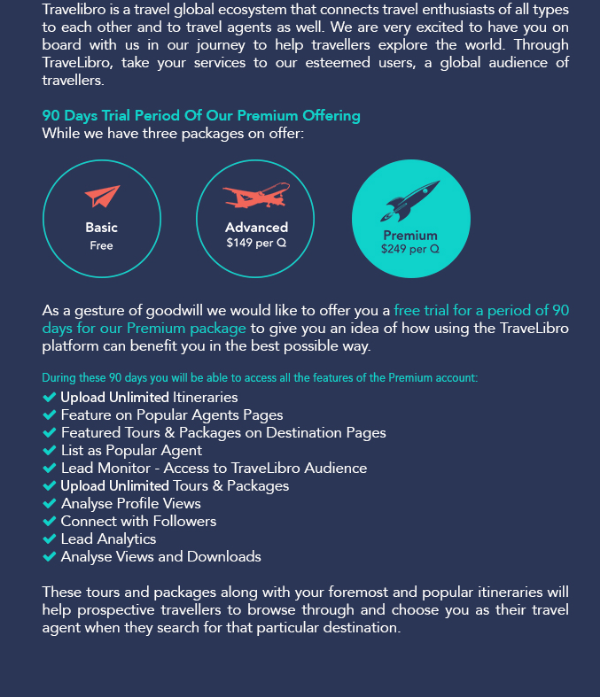 Travelibro is a travel global ecosystem that connects travel enthusiasts of all types
to each other and to travel agents as well. We are very excited to have you on
board with us in our journey to help travellers explore the world. Through
TraveLibro, take your services to our esteemed users, a global audience of
travellers.
90 Days Trial Period Of Our Premium Offering
While we have three packages on offer:
Basic
Free
Advanced
$149 per Q
Premium
$249 per Q
As a gesture of goodwill we would like to offer you a free trial for a period of 90
days for our Premium package to give you an idea of how using the TraveLibro
platform can benefit you in the best possible way.
During these 90 days you will be able to access all the features of the Premium account:
Upload Unlimited Itineraries
Feature on Popular Agents Pages
Featured Tours & Packages on Destination Pages
List as Popular Agent
Lead Monitor - Access to TraveLibro Audience
Upload Unlimited Tours & Packages
Analyse Profile Views
Connect with Followers
Lead Analytics
Analyse Views and Downloads
These tours and packages along with your foremost and popular itineraries will
help prospective travellers to browse through and choose you as their travel
agent when they search for that particular destination.